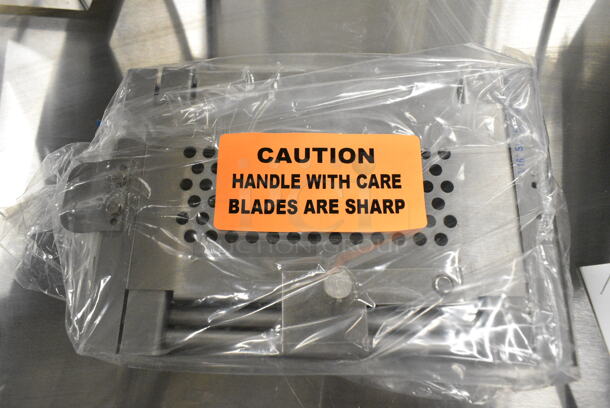 CAUTION
HANDLE WITH CARE
BLADES ARE SHARP